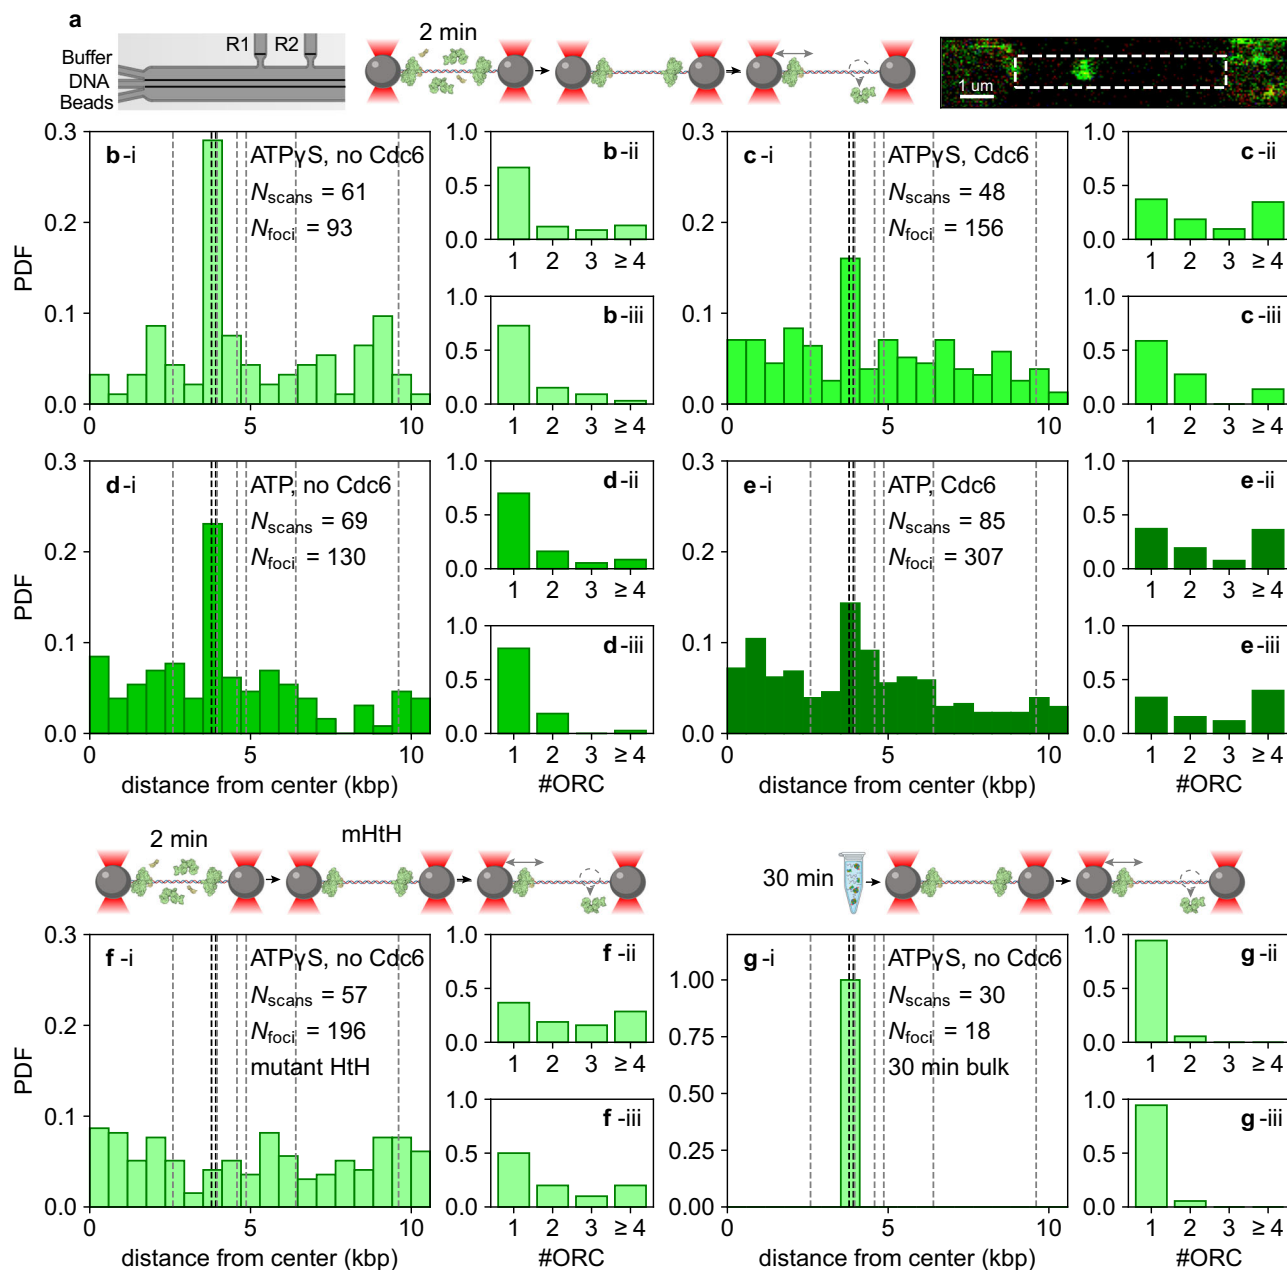 a
R1 R2
Buffer
DNA
Beads
2 min
1 um
b-i
ATPγS, no Cdc6
Nscans = 61
Nfoci = 93
PDF
0.3
0.2
0.1
0.0
0 5 10
b-ii
1.0
0.5
0.0
1 2 3 ≥ 4
b-iii
1.0
0.5
0.0
1 2 3 ≥ 4
c-i
ATPγS, Cdc6
Nscans = 48
Nfoci = 156
0.3
0.2
0.1
0.0
0 5 10
c-ii
1.0
0.5
0.0
1 2 3 ≥ 4
c-iii
1.0
0.5
0.0
1 2 3 ≥ 4
d-i
ATP, no Cdc6
Nscans = 69
Nfoci = 130
PDF
0.3
0.2
0.1
0.0
0 5 10
distance from center (kbp)
d-ii
1.0
0.5
0.0
1 2 3 ≥ 4
d-iii
1.0
0.5
0.0
1 2 3 ≥ 4
#ORC
e-i
ATP, Cdc6
Nscans = 85
Nfoci = 307
0.3
0.2
0.1
0.0
0 5 10
distance from center (kbp)
e-ii
1.0
0.5
0.0
1 2 3 ≥ 4
e-iii
1.0
0.5
0.0
1 2 3 ≥ 4
#ORC
2 min
mHtH
30 min
f-i
ATPγS, no Cdc6
Nscans = 57
Nfoci = 196
mutant HtH
PDF
0.3
0.2
0.1
0.0
0 5 10
distance from center (kbp)
f-ii
1.0
0.5
0.0
1 2 3 ≥ 4
f-iii
1.0
0.5
0.0
1 2 3 ≥ 4
#ORC
g-i
ATPγS, no Cdc6
Nscans = 30
Nfoci = 18
30 min bulk
1.00
0.75
0.50
0.25
0.00
0 5 10
distance from center (kbp)
g-ii
1.0
0.5
0.0
1 2 3 ≥ 4
g-iii
1.0
0.5
0.0
1 2 3 ≥ 4
#ORC